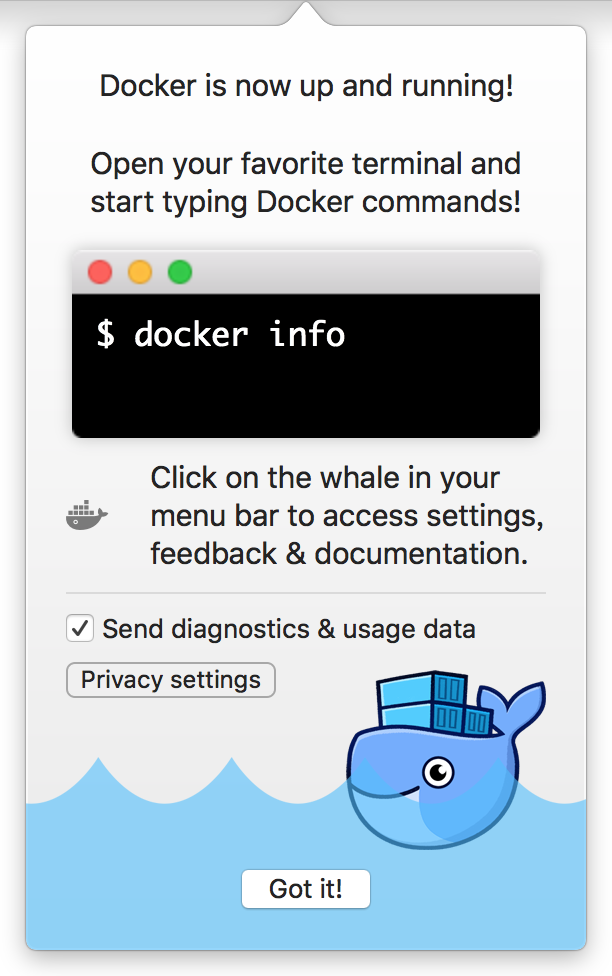 Docker is now up and running!
Open your favorite terminal and
start typing Docker commands!
$ docker info
Click on the whale in your
menu bar to access settings,
feedback & documentation.
Send diagnostics & usage data
Privacy settings
Got it!